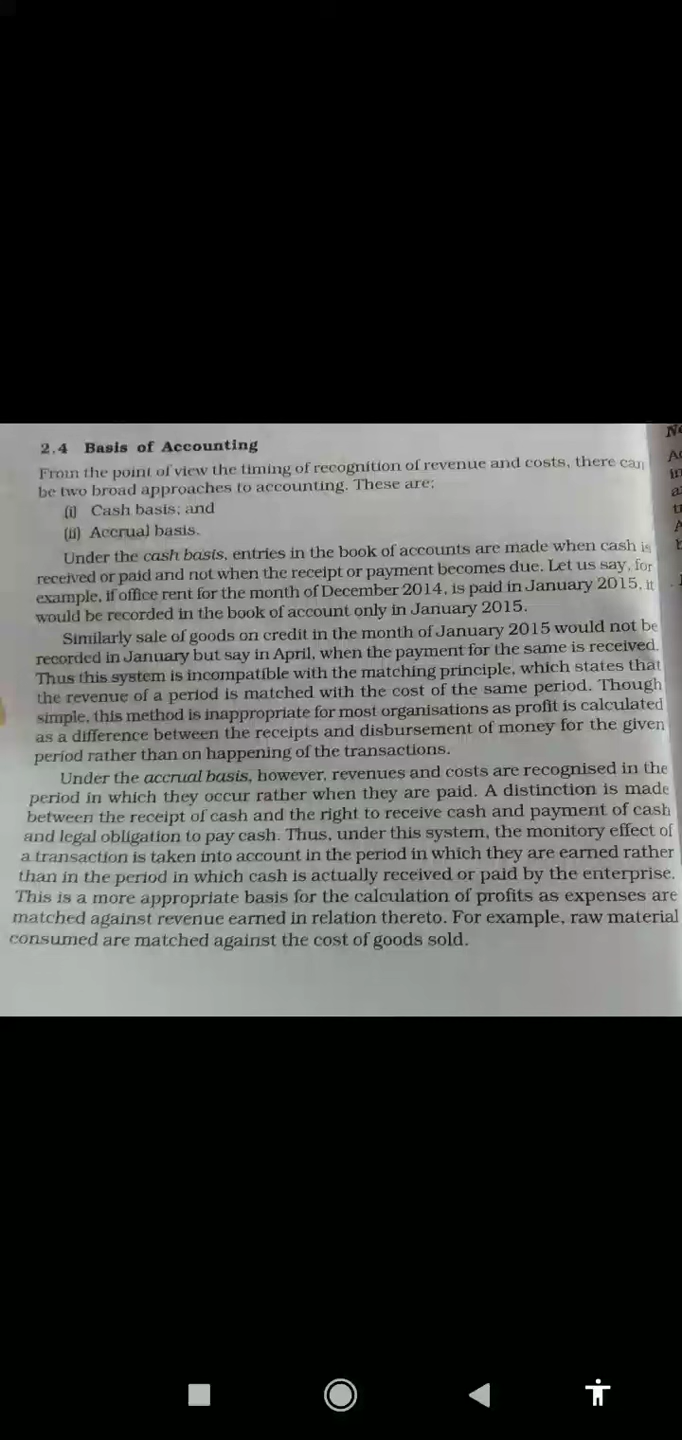 2.4 Basis of Accounting
From the point of view the timing of recognition of revenue and costs, there can
be two broad approaches to accounting. These are;
(i) Cash basis; and
(ii) Accrual basis.
Under the cash basis, entries in the book of accounts are made when cash is
received or paid and not when the receipt or payment becomes due. Let us say, for
example, if office rent for the month of December 2014, is paid in January 2015, it
would be recorded in the book of account only in January 2015.
Similarly sale of goods on credit in the month of January 2015 would not be
recorded in January but say in April, when the payment for the same is received.
Thus this system is incompatible with the matching principle, which states that
the revenue of a period is matched with the cost of the same period. Though
simple, this method is inappropriate for most organisations as profit is calculated
as a difference between the receipts and disbursement of money for the given
period rather than on happening of the transactions.
Under the accrual basis, however, revenues and costs are recognised in the
period in which they occur rather when they are paid. A distinction is made
between the receipt of cash and the right to receive cash and payment of cash
and legal obligation to pay cash. Thus, under this system, the monitory effect of
a transaction is taken into account in the period in which they are earned rather
than in the period in which cash is actually received or paid by the enterprise.
This is a more appropriate basis for the calculation of profits as expenses are
matched against revenue earned in relation thereto. For example, raw material
consumed are matched against the cost of goods sold.